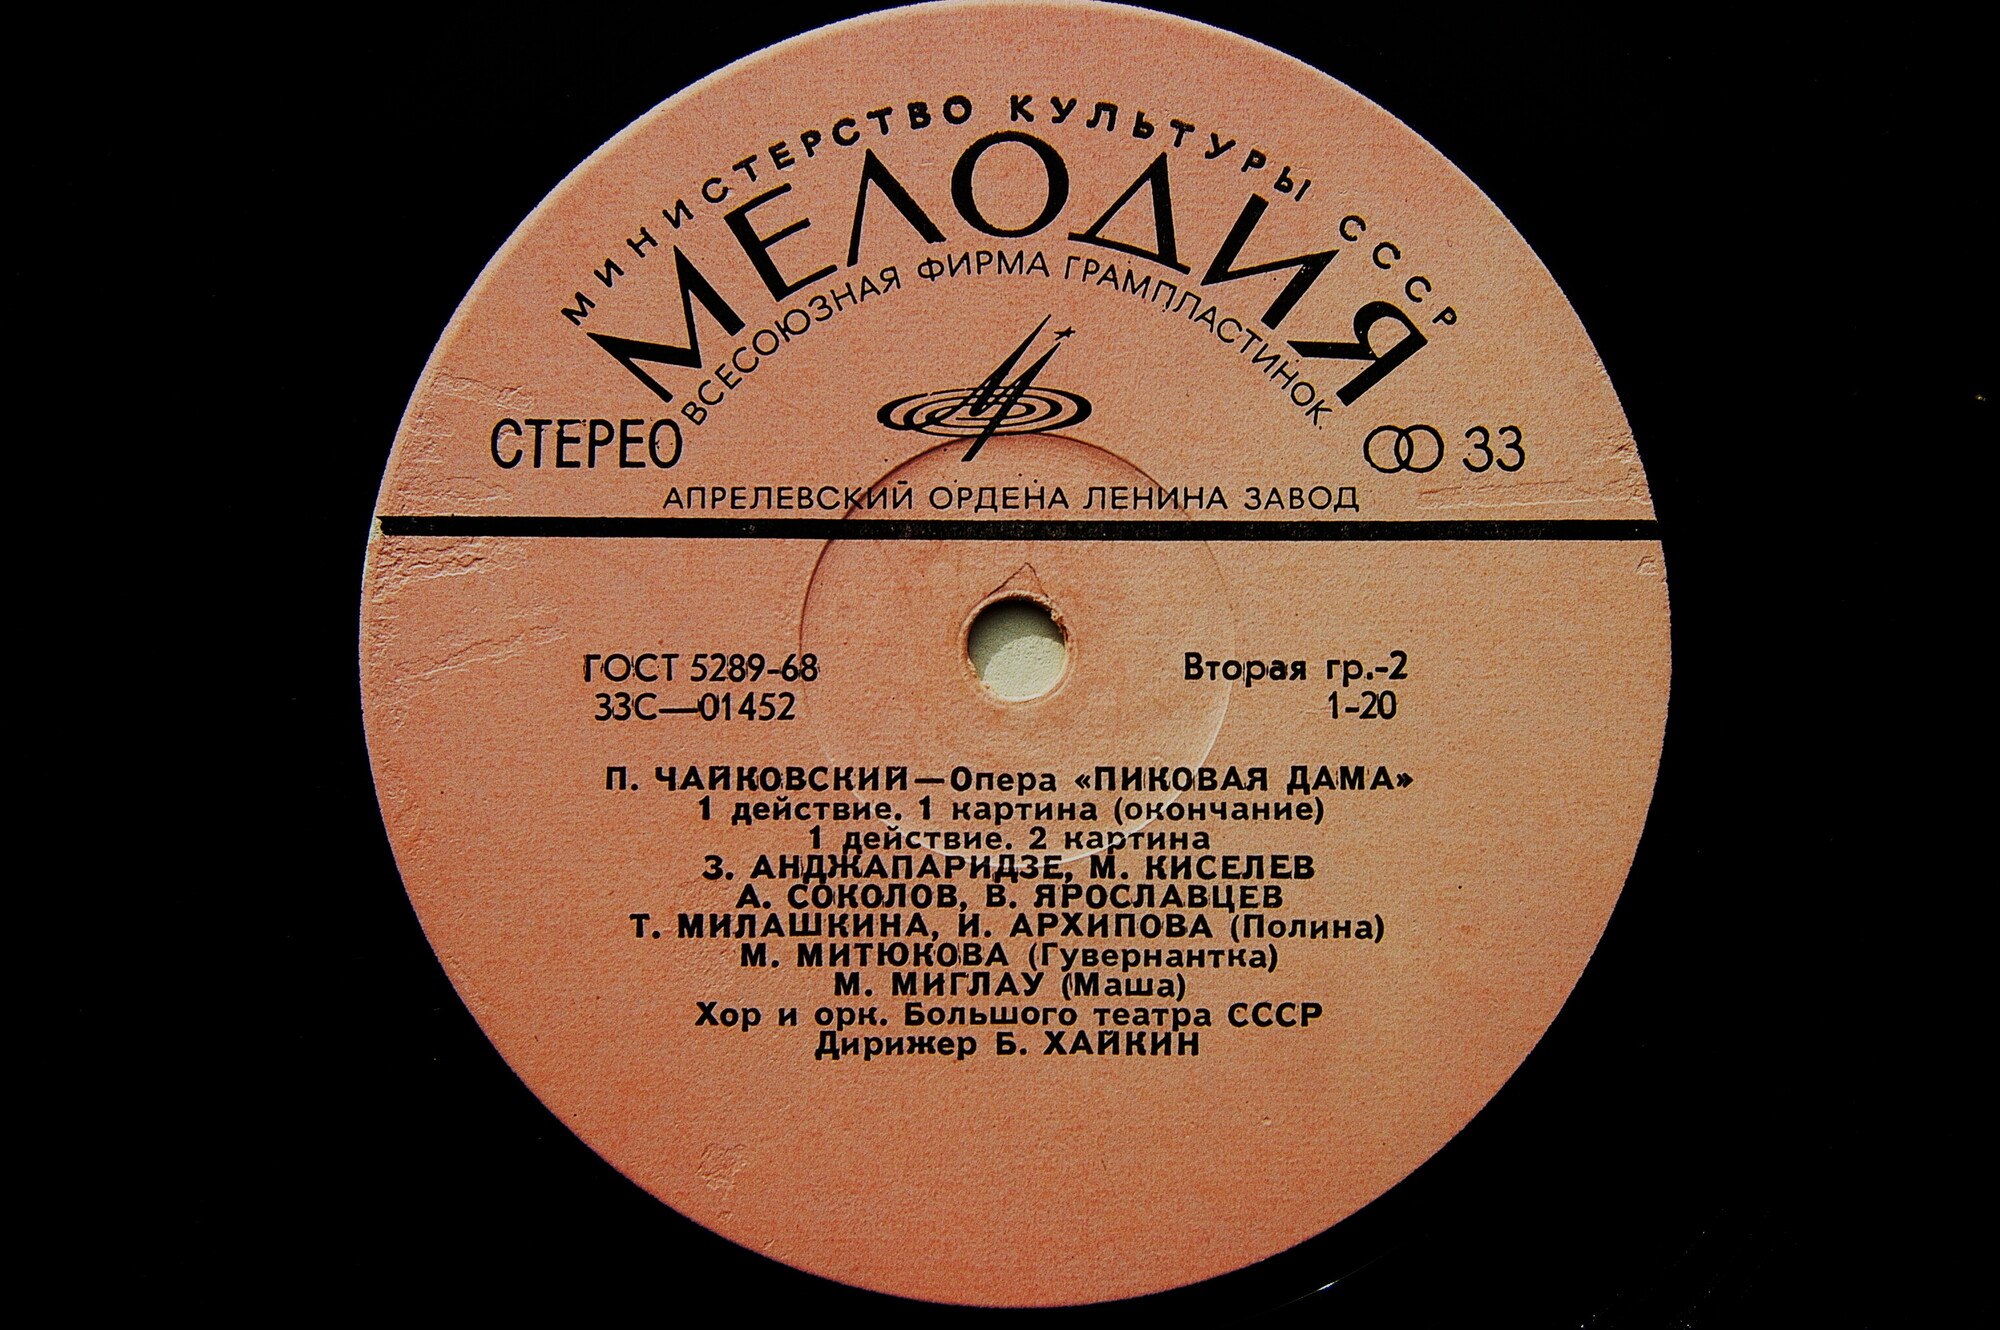 МИНИСТЕРСТВО КУЛЬТУРЫ СССР
МЕЛОДИЯ
ВСЕСОЮЗНАЯ ФИРМА ГРАМПЛАСТИНОК
СТЕРЕО
33
АПРЕЛЕВСКИЙ ОРДЕНА ЛЕНИНА ЗАВОД
ГОСТ 5289-68
Вторая гр.-2
33С—01452
1-20
П. ЧАЙКОВСКИЙ—Опера «ПИКОВАЯ ДАМА»
1 действие. 1 картина (окончание)
1 действие. 2 картина
З. АНДЖАПАРИДЗЕ, М. КИСЕЛЕВ
А. СОКОЛОВ, В. ЯРОСЛАВЦЕВ
Т. МИЛАШКИНА, И. АРХИПОВА (Полина)
М. МИТЮКОВА (Гувернантка)
М. МИГЛАУ (Маша)
Хор и орк. Большого театра СССР
Дирижер Б. ХАЙКИН